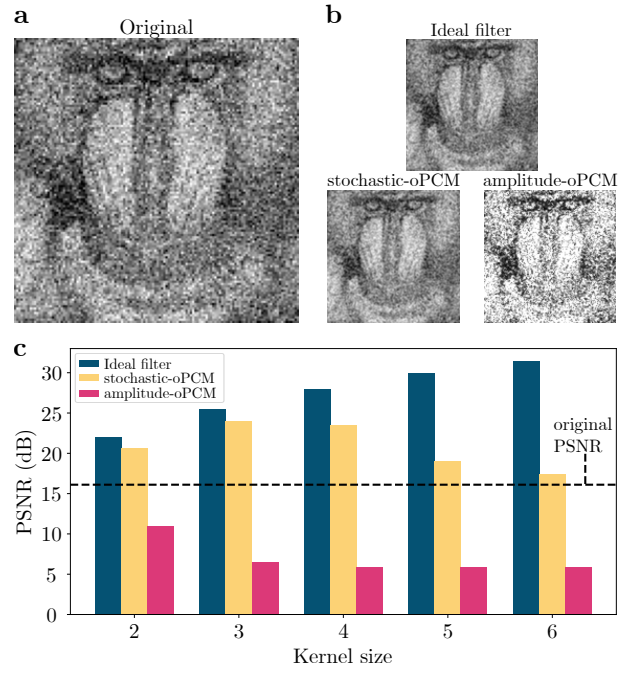 a
Original
b
Ideal filter
stochastic-oPCM
amplitude-oPCM
c
PSNR (dB)
30
25
20
15
10
5
0
Ideal filter
stochastic-oPCM
amplitude-oPCM
original
PSNR
2 3 4 5 6
Kernel size